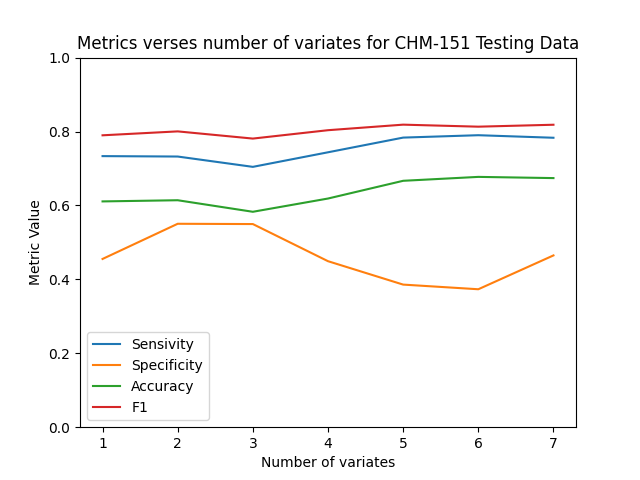 Metrics verses number of variates for CHM-151 Testing Data
1.0
0.8
0.6
0.4
0.2
0.0
Metric Value
Sensivity
Specificity
Accuracy
F1
1 2 3 4 5 6 7
Number of variates